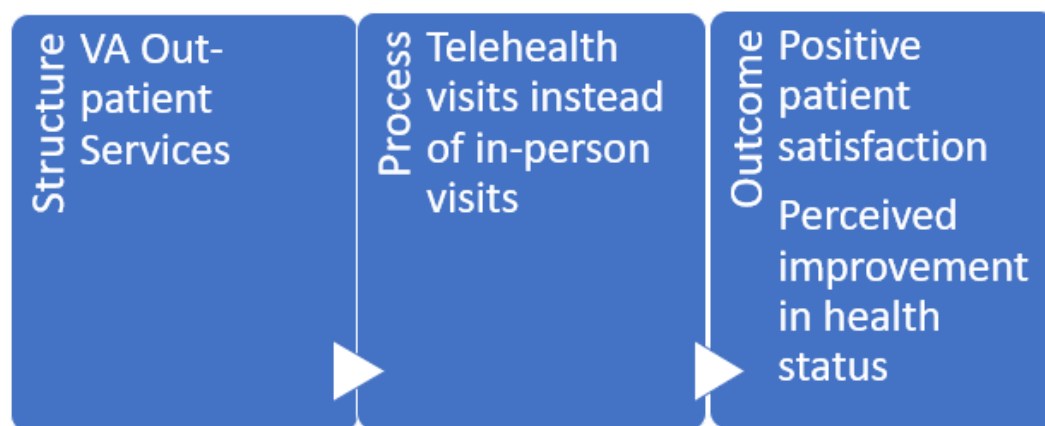 Structure
VA Out-
patient
Services
Process
Telehealth
visits instead
of in-person
visits
Outcome
Positive
patient
satisfaction
Perceived
improvement
in health
status